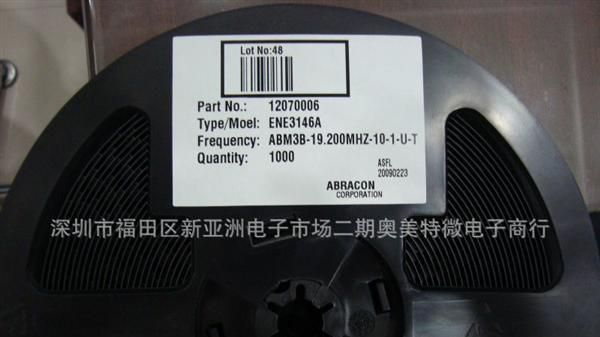 Lot No:48
Part No.: 12070006
Type/Moel: ENE3146A
Frequency: ABM3B-19.200MHZ-10-1-U-T
Quantity: 1000
ASFL
20090223
ABRACON
CORPORATION
深圳市福田区新亚洲电子市场二期奥美特微电子商行